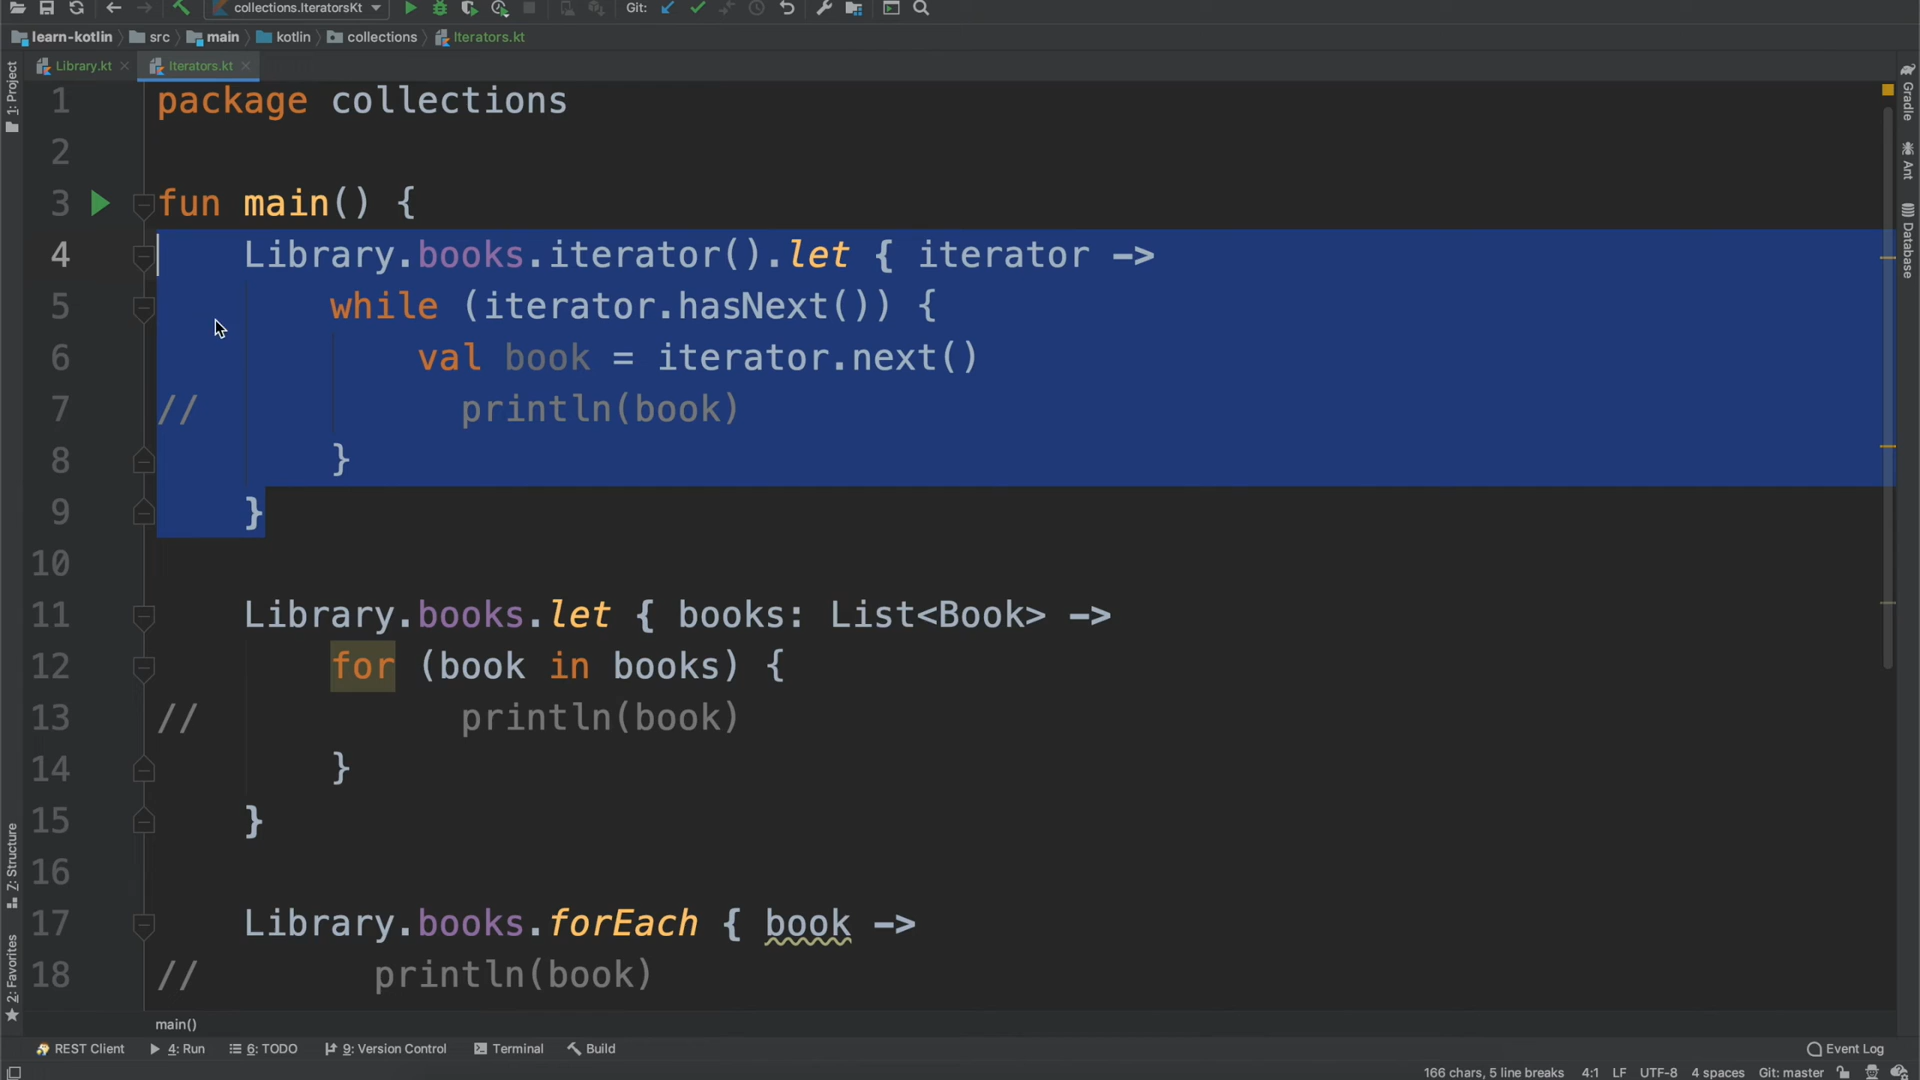 collections.IteratorsKt Git:
learn-kotlin src main kotlin collections Iterators.kt
Library.kt Iterators.kt
1: Project
Gradle
Ant
Database
1 package collections
2
3 fun main() {
4 Library.books.iterator().let { iterator ->
5 while (iterator.hasNext()) {
6 val book = iterator.next()
7 // println(book)
8 }
9 }
10
11 Library.books.let { books: List<Book> ->
12 for (book in books) {
13 // println(book)
14 }
15 }
16
17 Library.books.forEach { book ->
18 // println(book)
Z: Structure
2: Favorites
main()
REST Client 4: Run 6: TODO 9: Version Control Terminal Build Event Log
166 chars, 5 line breaks 4:1 LF UTF-8 4 spaces Git: master